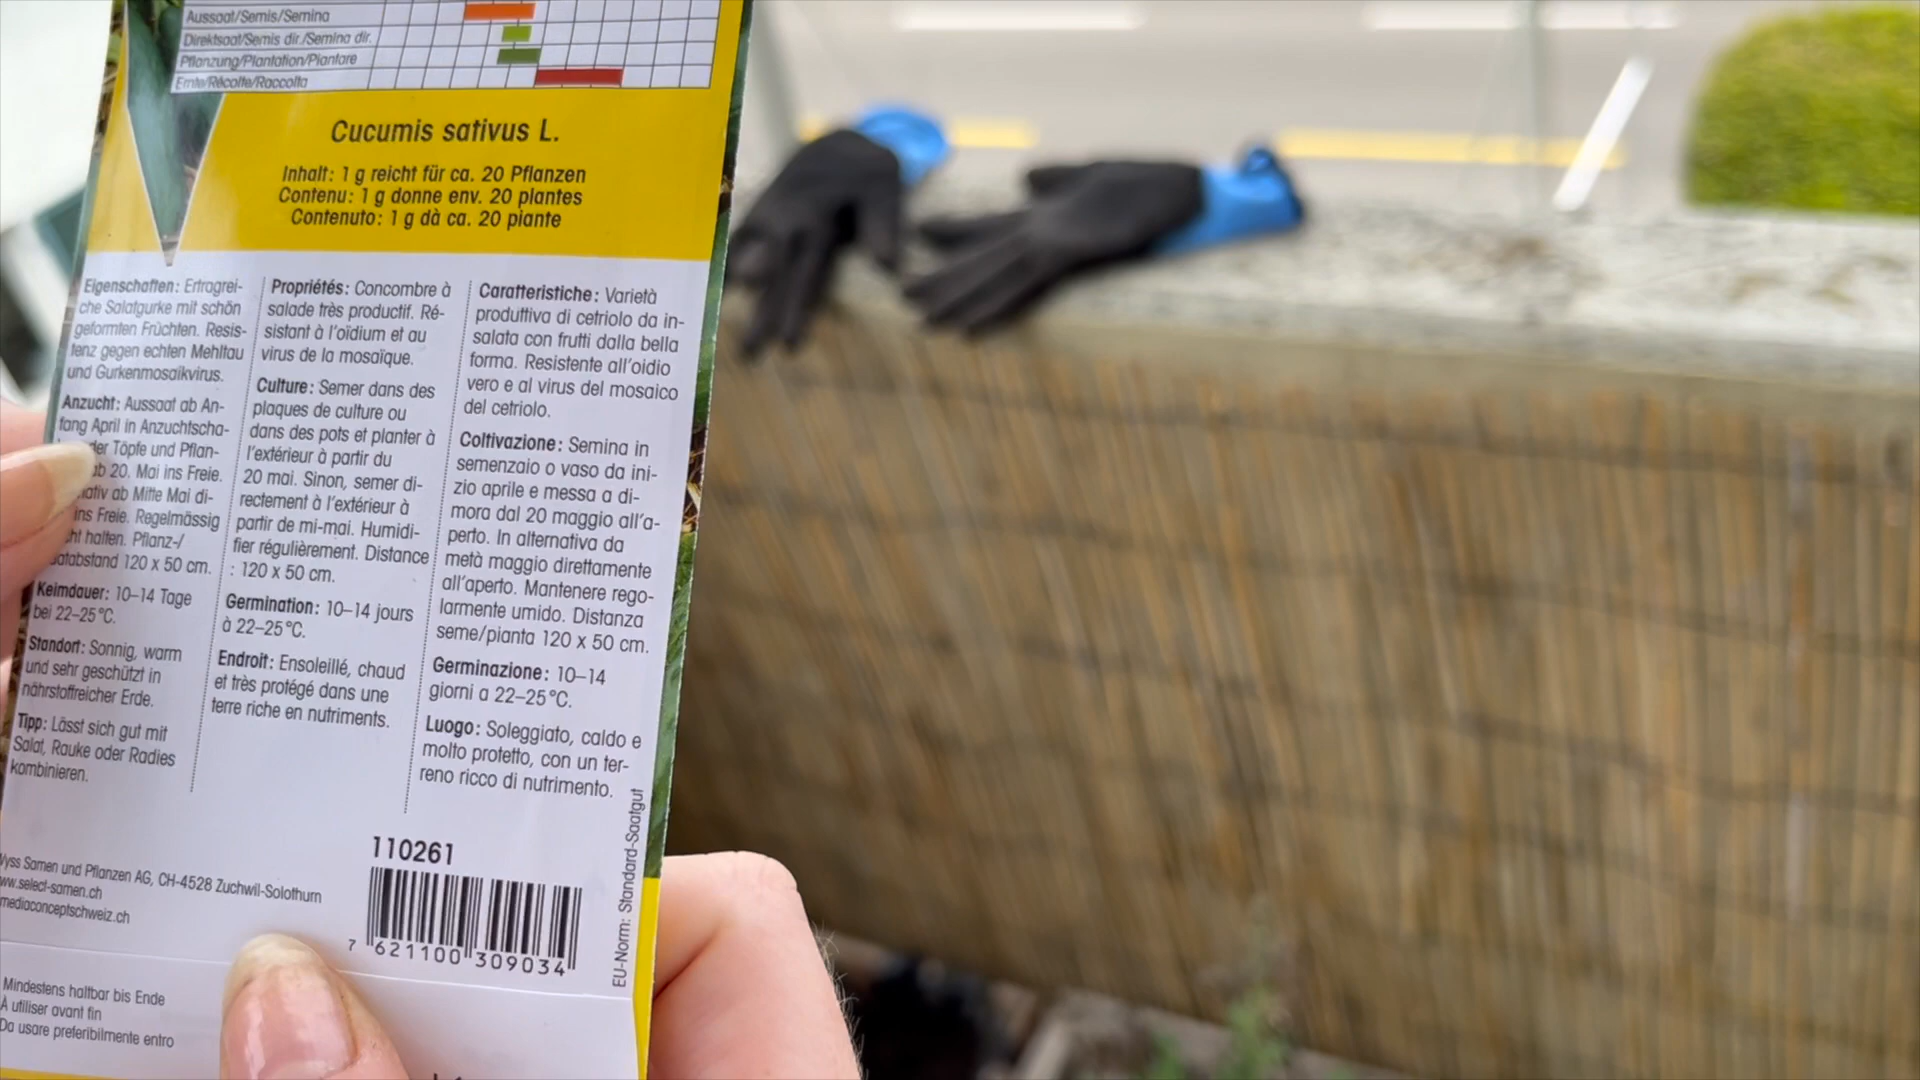 Aussaat/Semis/Semina
Direktsaat/Semis dir./Semina dir.
Pflanzung/Plantation/Piantare
Ernte/Récolte/Raccolta
Cucumis sativus L.
Inhalt: 1 g reicht für ca. 20 Pflanzen
Contenu: 1 g donne env. 20 plantes
Contenuto: 1 g dà ca. 20 piante
Eigenschaften: Ertragrei-
che Salatgurke mit schön
geformten Früchten. Resis-
tenz gegen echten Mehltau
und Gurkenmosaikvirus.
Anzucht: Aussaat ab An-
fang April in Anzuchtscha-
Töpfe und Pflan-
ab 20. Mai ins Freie.
ab Mitte Mai di-
ins Freie. Regelmässig
halten. Pflanz-/
120 x 50 cm.
Keimdauer: 10–14 Tage
bei 22–25°C.
Standort: Sonnig, warm
und sehr geschützt in
nährstoffreicher Erde.
Tipp: Lässt sich gut mit
Salat, Rauke oder Radies
kombinieren.
Propriétés: Concombre à
salade très productif. Ré-
sistant à l'oïdium et au
virus de la mosaïque.
Culture: Semer dans des
plaques de culture ou
dans des pots et planter à
l'extérieur à partir du
20 mai. Sinon, semer di-
rectement à l'extérieur à
partir de mi-mai. Humidi-
fier régulièrement. Distance
: 120 x 50 cm.
Germination: 10–14 jours
à 22–25°C.
Endroit: Ensoleillé, chaud
et très protégé dans une
terre riche en nutriments.
Caratteristiche: Varietà
produttiva di cetriolo da in-
salata con frutti dalla bella
forma. Resistente all'oidio
vero e al virus del mosaico
del cetriolo.
Coltivazione: Semina in
semenzaio o vaso da ini-
zio aprile e messa a di-
mora dal 20 maggio all'a-
perto. In alternativa da
metà maggio direttamente
all'aperto. Mantenere rego-
larmente umido. Distanza
seme/pianta 120 x 50 cm.
Germinazione: 10–14
giorni a 22–25°C.
Luogo: Soleggiato, caldo e
molto protetto, con un ter-
reno ricco di nutrimento.
110261
7 621100 309034
EU-Norm: Standard-Saatgut
Samen und Pflanzen AG, CH-4528 Zuchwil-Solothurn
www.select-samen.ch
mediaconceptschweiz.ch
Mindestens haltbar bis Ende
À utiliser avant fin
Da usare preferibilmente entro